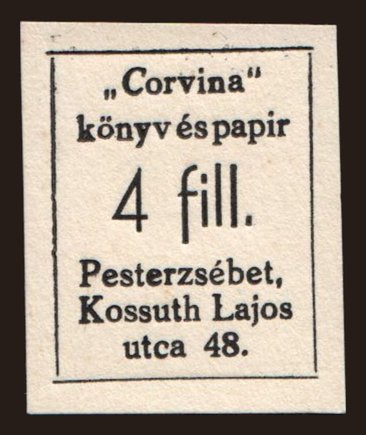 „Corvina“
könyv és papir
4 fill.
Pesterzsébet,
Kossuth Lajos
utca 48.